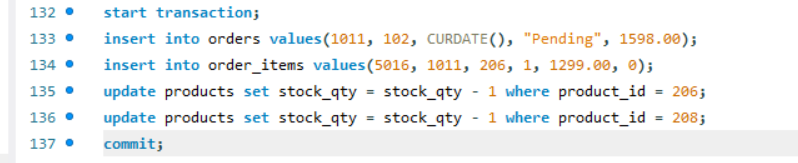 132 start transaction;
133 insert into orders values(1011, 102, CURDATE(), "Pending", 1598.00);
134 insert into order_items values(5016, 1011, 206, 1, 1299.00, 0);
135 update products set stock_qty = stock_qty - 1 where product_id = 206;
136 update products set stock_qty = stock_qty - 1 where product_id = 208;
137 commit;